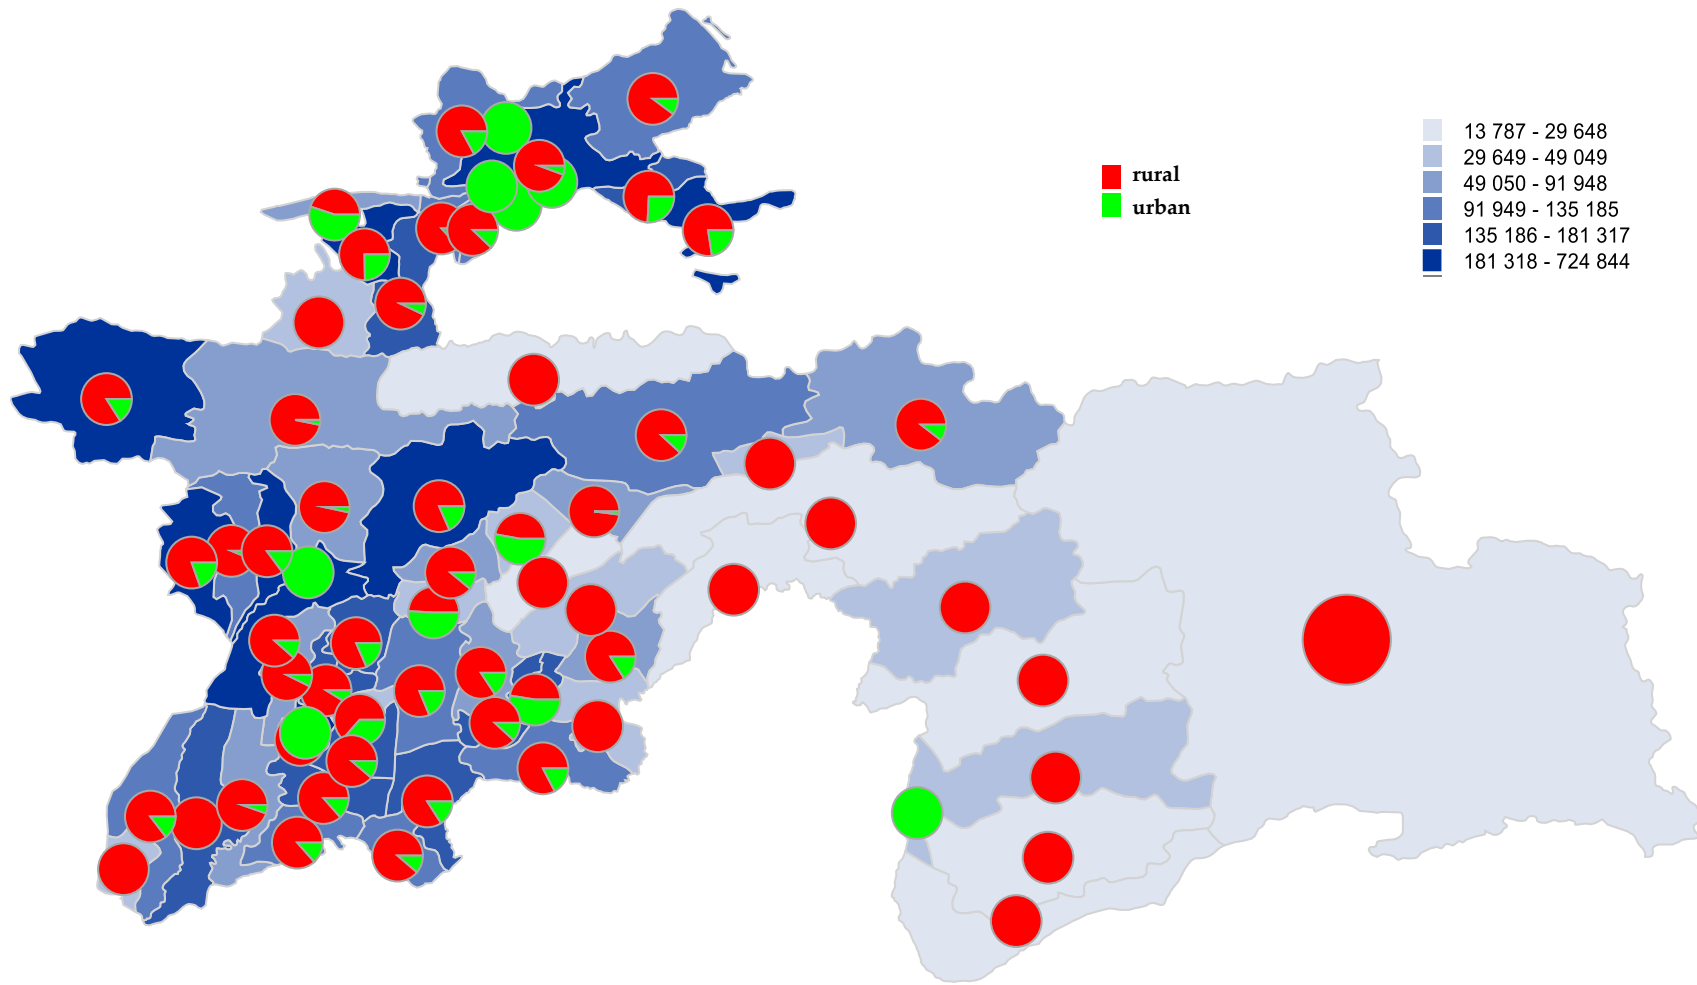 rural
urban
13 787 - 29 648
29 649 - 49 049
49 050 - 91 948
91 949 - 135 185
135 186 - 181 317
181 318 - 724 844